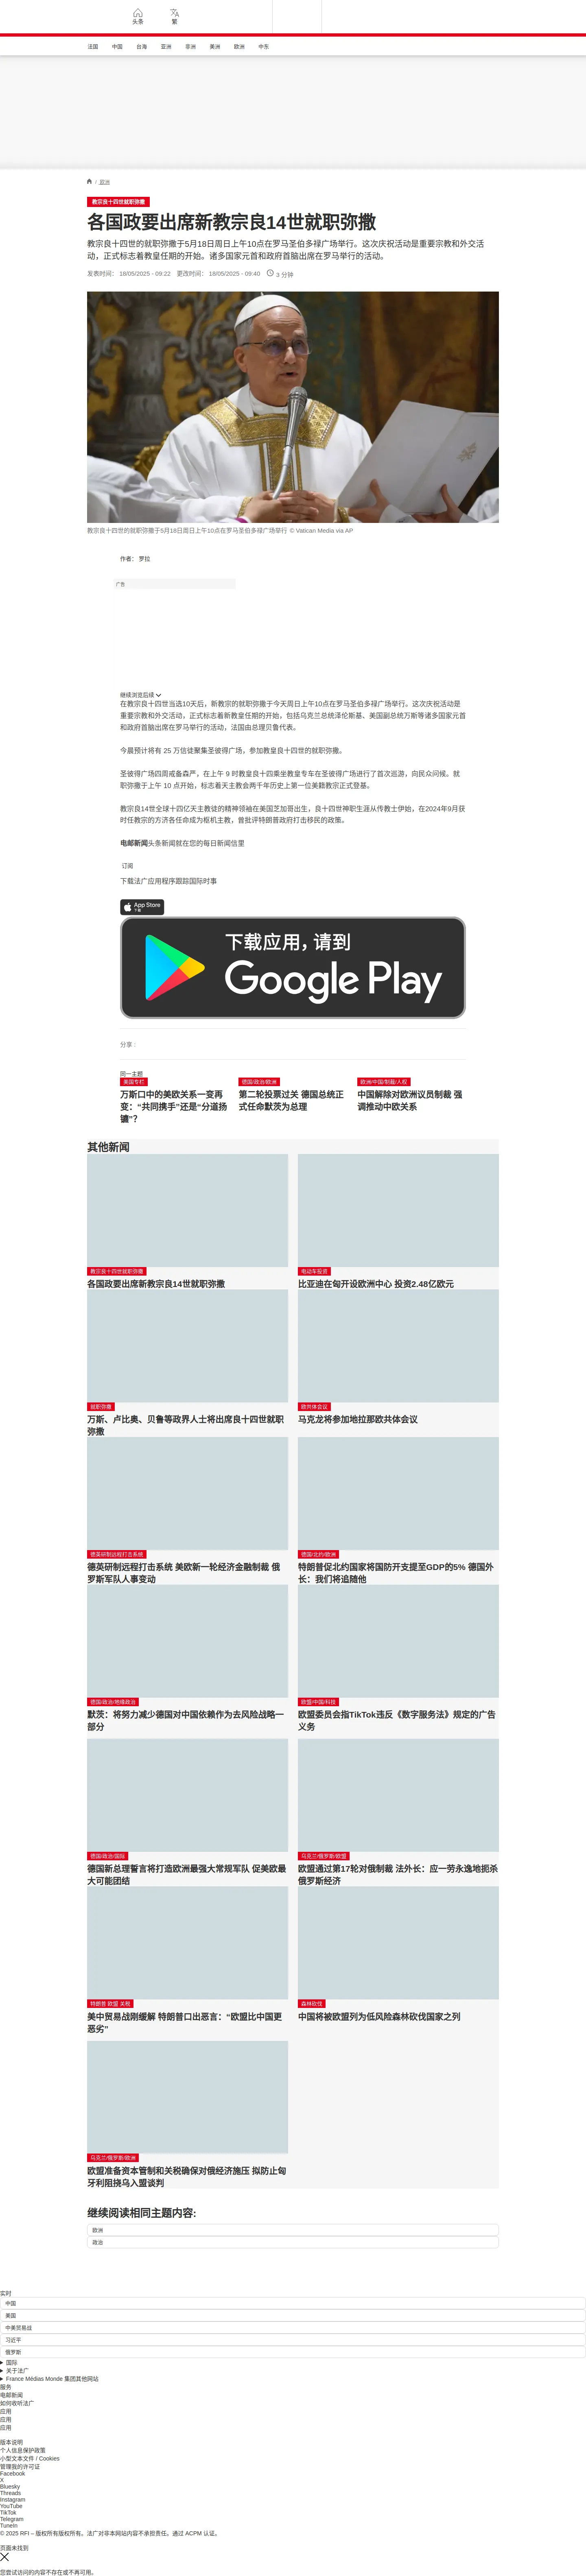 头条
繁
法国
中国
台海
亚洲
非洲
美洲
欧洲
中东
/ 欧洲
教宗良十四世就职弥撒
各国政要出席新教宗良14世就职弥撒
教宗良十四世的就职弥撒于5月18日周日上午10点在罗马圣伯多禄广场举行。这次庆祝活动是重要宗教和外交活
动，正式标志着教皇任期的开始。诸多国家元首和政府首脑出席在罗马举行的活动。
发表时间： 18/05/2025 - 09:22 更改时间： 18/05/2025 - 09:40 3 分钟
教宗良十四世的就职弥撒于5月18日周日上午10点在罗马圣伯多禄广场举行 © Vatican Media via AP
作者： 罗拉
广告
继续浏览后续
在教宗良十四世当选10天后，新教宗的就职弥撒于今天周日上午10点在罗马圣伯多禄广场举行。这次庆祝活动是
重要宗教和外交活动，正式标志着新教皇任期的开始，包括乌克兰总统泽伦斯基、美国副总统万斯等诸多国家元首
和政府首脑出席在罗马举行的活动，法国由总理贝鲁代表。
今晨预计将有 25 万信徒聚集圣彼得广场，参加教皇良十四世的就职弥撒。
圣彼得广场四周戒备森严，在上午 9 时教皇良十四乘坐教皇专车在圣彼得广场进行了首次巡游，向民众问候。就
职弥撒于上午 10 点开始，标志着天主教会两千年历史上第一位美籍教宗正式登基。
教宗良14世全球十四亿天主教徒的精神领袖在美国芝加哥出生，良十四世神职生涯从传教士伊始，在2024年9月获
时任教宗的方济各任命成为枢机主教，曾批评特朗普政府打击移民的政策。
电邮新闻头条新闻就在您的每日新闻信里
订阅
下载法广应用程序跟踪国际时事
App Store
下载
下载应用，请到
Google Play
分享 :
同一主题
美国专栏
万斯口中的美欧关系一变再
变：“共同携手”还是“分道扬
镳”？
德国/政治/欧洲
第二轮投票过关 德国总统正
式任命默茨为总理
欧洲/中国/制裁/人权
中国解除对欧洲议员制裁 强
调推动中欧关系
其他新闻
教宗良十四世就职弥撒
各国政要出席新教宗良14世就职弥撒
电动车投资
比亚迪在匈开设欧洲中心 投资2.48亿欧元
就职弥撒
万斯、卢比奥、贝鲁等政界人士将出席良十四世就职
弥撒
欧共体会议
马克龙将参加地拉那欧共体会议
德英研制远程打击系统
德英研制远程打击系统 美欧新一轮经济金融制裁 俄
罗斯军队人事变动
德国/北约/欧洲
特朗普促北约国家将国防开支提至GDP的5% 德国外
长：我们将追随他
德国/政治/地缘政治
默茨：将努力减少德国对中国依赖作为去风险战略一
部分
欧盟/中国/科技
欧盟委员会指TikTok违反《数字服务法》规定的广告
义务
德国/政治/国际
德国新总理誓言将打造欧洲最强大常规军队 促美欧最
大可能团结
乌克兰/俄罗斯/欧盟
欧盟通过第17轮对俄制裁 法外长：应一劳永逸地扼杀
俄罗斯经济
特朗普 欧盟 关税
美中贸易战刚缓解 特朗普口出恶言：“欧盟比中国更
恶劣”
森林砍伐
中国将被欧盟列为低风险森林砍伐国家之列
乌克兰/俄罗斯/欧洲
欧盟准备资本管制和关税确保对俄经济施压 拟防止匈
牙利阻挠乌入盟谈判
继续阅读相同主题内容:
欧洲
政治
实时
中国
美国
中美贸易战
习近平
俄罗斯
国际
关于法广
France Médias Monde 集团其他网站
服务
电邮新闻
如何收听法广
应用
应用
应用
版本说明
个人信息保护政策
小型文本文件 / Cookies
管理我的许可证
Facebook
X
Bluesky
Threads
Instagram
YouTube
TikTok
Telegram
TuneIn
© 2025 RFI – 版权所有版权所有。法广对非本网站内容不承担责任。通过 ACPM 认证。
页面未找到
您尝试访问的内容不存在或不再可用。